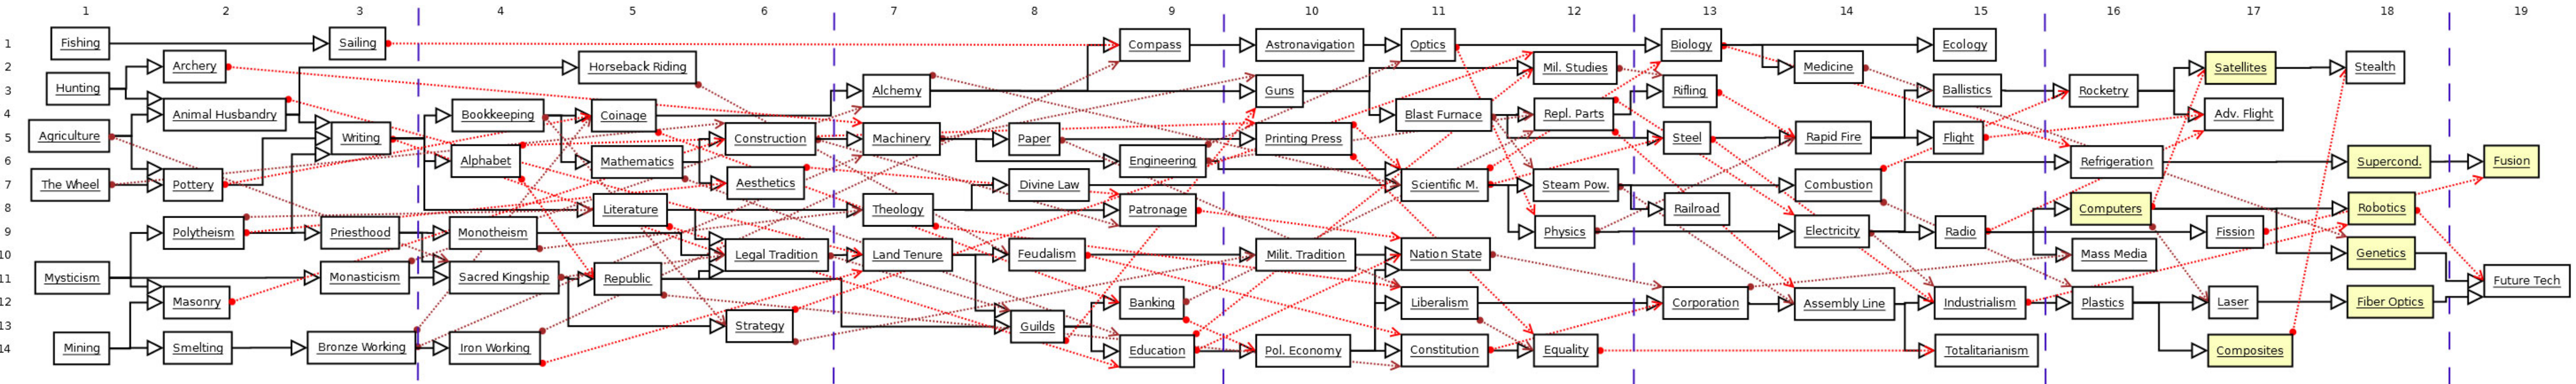 1 2 3 4 5 6 7 8 9 10 11 12 13 14 15 16 17 18 19
1 Fishing Sailing Compass Astronavigation Optics Biology Ecology
2 Archery Horseback Riding Mil. Studies Medicine Satellites Stealth
3 Hunting Alchemy Guns Rifling Ballistics Rocketry
4 Animal Husbandry Bookkeeping Coinage Blast Furnace Repl. Parts Adv. Flight
5 Agriculture Writing Construction Machinery Paper Printing Press Steel Rapid Fire Flight
6 Alphabet Mathematics Engineering Refrigeration Supercond. Fusion
7 The Wheel Pottery Aesthetics Divine Law Scientific M. Steam Pow. Combustion
8 Literature Theology Patronage Railroad Computers Robotics
9 Polytheism Priesthood Monotheism Physics Electricity Radio Fission
10 Legal Tradition Land Tenure Feudalism Milit. Tradition Nation State Mass Media Genetics
11 Mysticism Monasticism Sacred Kingship Republic Future Tech
12 Masonry Banking Liberalism Corporation Assembly Line Industrialism Plastics Laser Fiber Optics
13 Strategy Guilds
14 Mining Smelting Bronze Working Iron Working Education Pol. Economy Constitution Equality Totalitarianism Composites